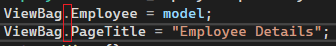 ViewBag.Employee = model;
ViewBag.PageTitle = "Employee Details";